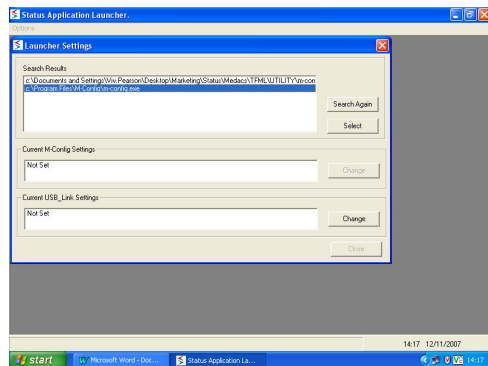 Status Application Launcher.
Options
Launcher Settings
Search Results
c:\Documents and Settings\Viv.Pearson\Desktop\Marketing\Status\Medacs\TFML\UTILITY\m-con
c:\Program Files\M-Config\m-config.exe
Search Again
Select
Current M-Config Settings
Not Set
Change
Current USB_Link Settings
Not Set
Change
Close
14:17 12/11/2007
start
Microsoft Word - Doc...
Status Application La...
14:17